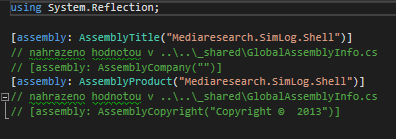 using System.Reflection;
[assembly: AssemblyTitle("Mediaresearch.SimLog.Shell")]
// nahrazeno hodnotou v ..\..\_shared\GlobalAssemblyInfo.cs
// [assembly: AssemblyCompany("")]
[assembly: AssemblyProduct("Mediaresearch.SimLog.Shell")]
// nahrazeno hodnotou v ..\..\_shared\GlobalAssemblyInfo.cs
// [assembly: AssemblyCopyright("Copyright ©  2013")]